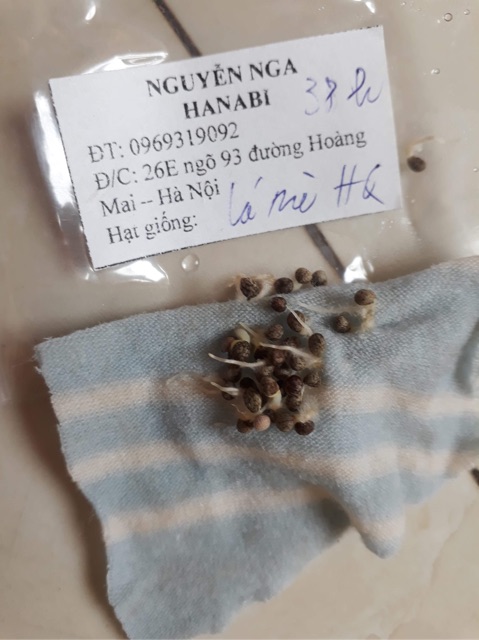 NGUYỄN NGA
HANABI
37k
ĐT: 0969319092
Đ/C: 26E ngõ 93 đường Hoàng
Mai – Hà Nội
Hạt giống: lá mè HQ